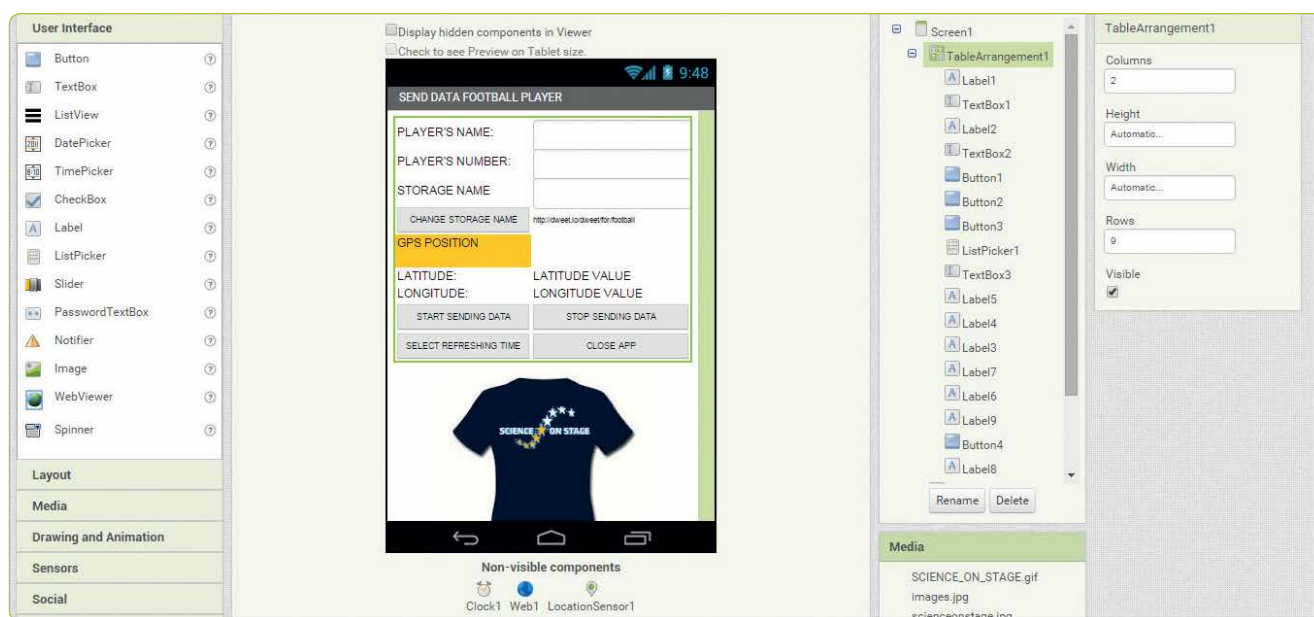 User Interface
Button
TextBox
ListView
DatePicker
TimePicker
CheckBox
Label
ListPicker
Slider
PasswordTextBox
Notifier
Image
WebViewer
Spinner
Layout
Media
Drawing and Animation
Sensors
Social
Display hidden components in Viewer
Check to see Preview on Tablet size.
9:48
SEND DATA FOOTBALL PLAYER
PLAYER'S NAME:
PLAYER'S NUMBER:
STORAGE NAME
CHANGE STORAGE NAME http://dweet.io/dweet/for/football
GPS POSITION
LATITUDE: LATITUDE VALUE
LONGITUDE: LONGITUDE VALUE
START SENDING DATA STOP SENDING DATA
SELECT REFRESHING TIME CLOSE APP
SCIENCE ON STAGE
Non-visible components
Clock1 Web1 LocationSensor1
Screen1
TableArrangement1
Label1
TextBox1
Label2
TextBox2
Button1
Button2
Button3
ListPicker1
TextBox3
Label5
Label4
Label3
Label7
Label6
Label9
Button4
Label8
Rename Delete
Media
SCIENCE_ON_STAGE.gif
images.jpg
scienceonstage.jpg
TableArrangement1
Columns
2
Height
Automatic...
Width
Automatic...
Rows
9
Visible